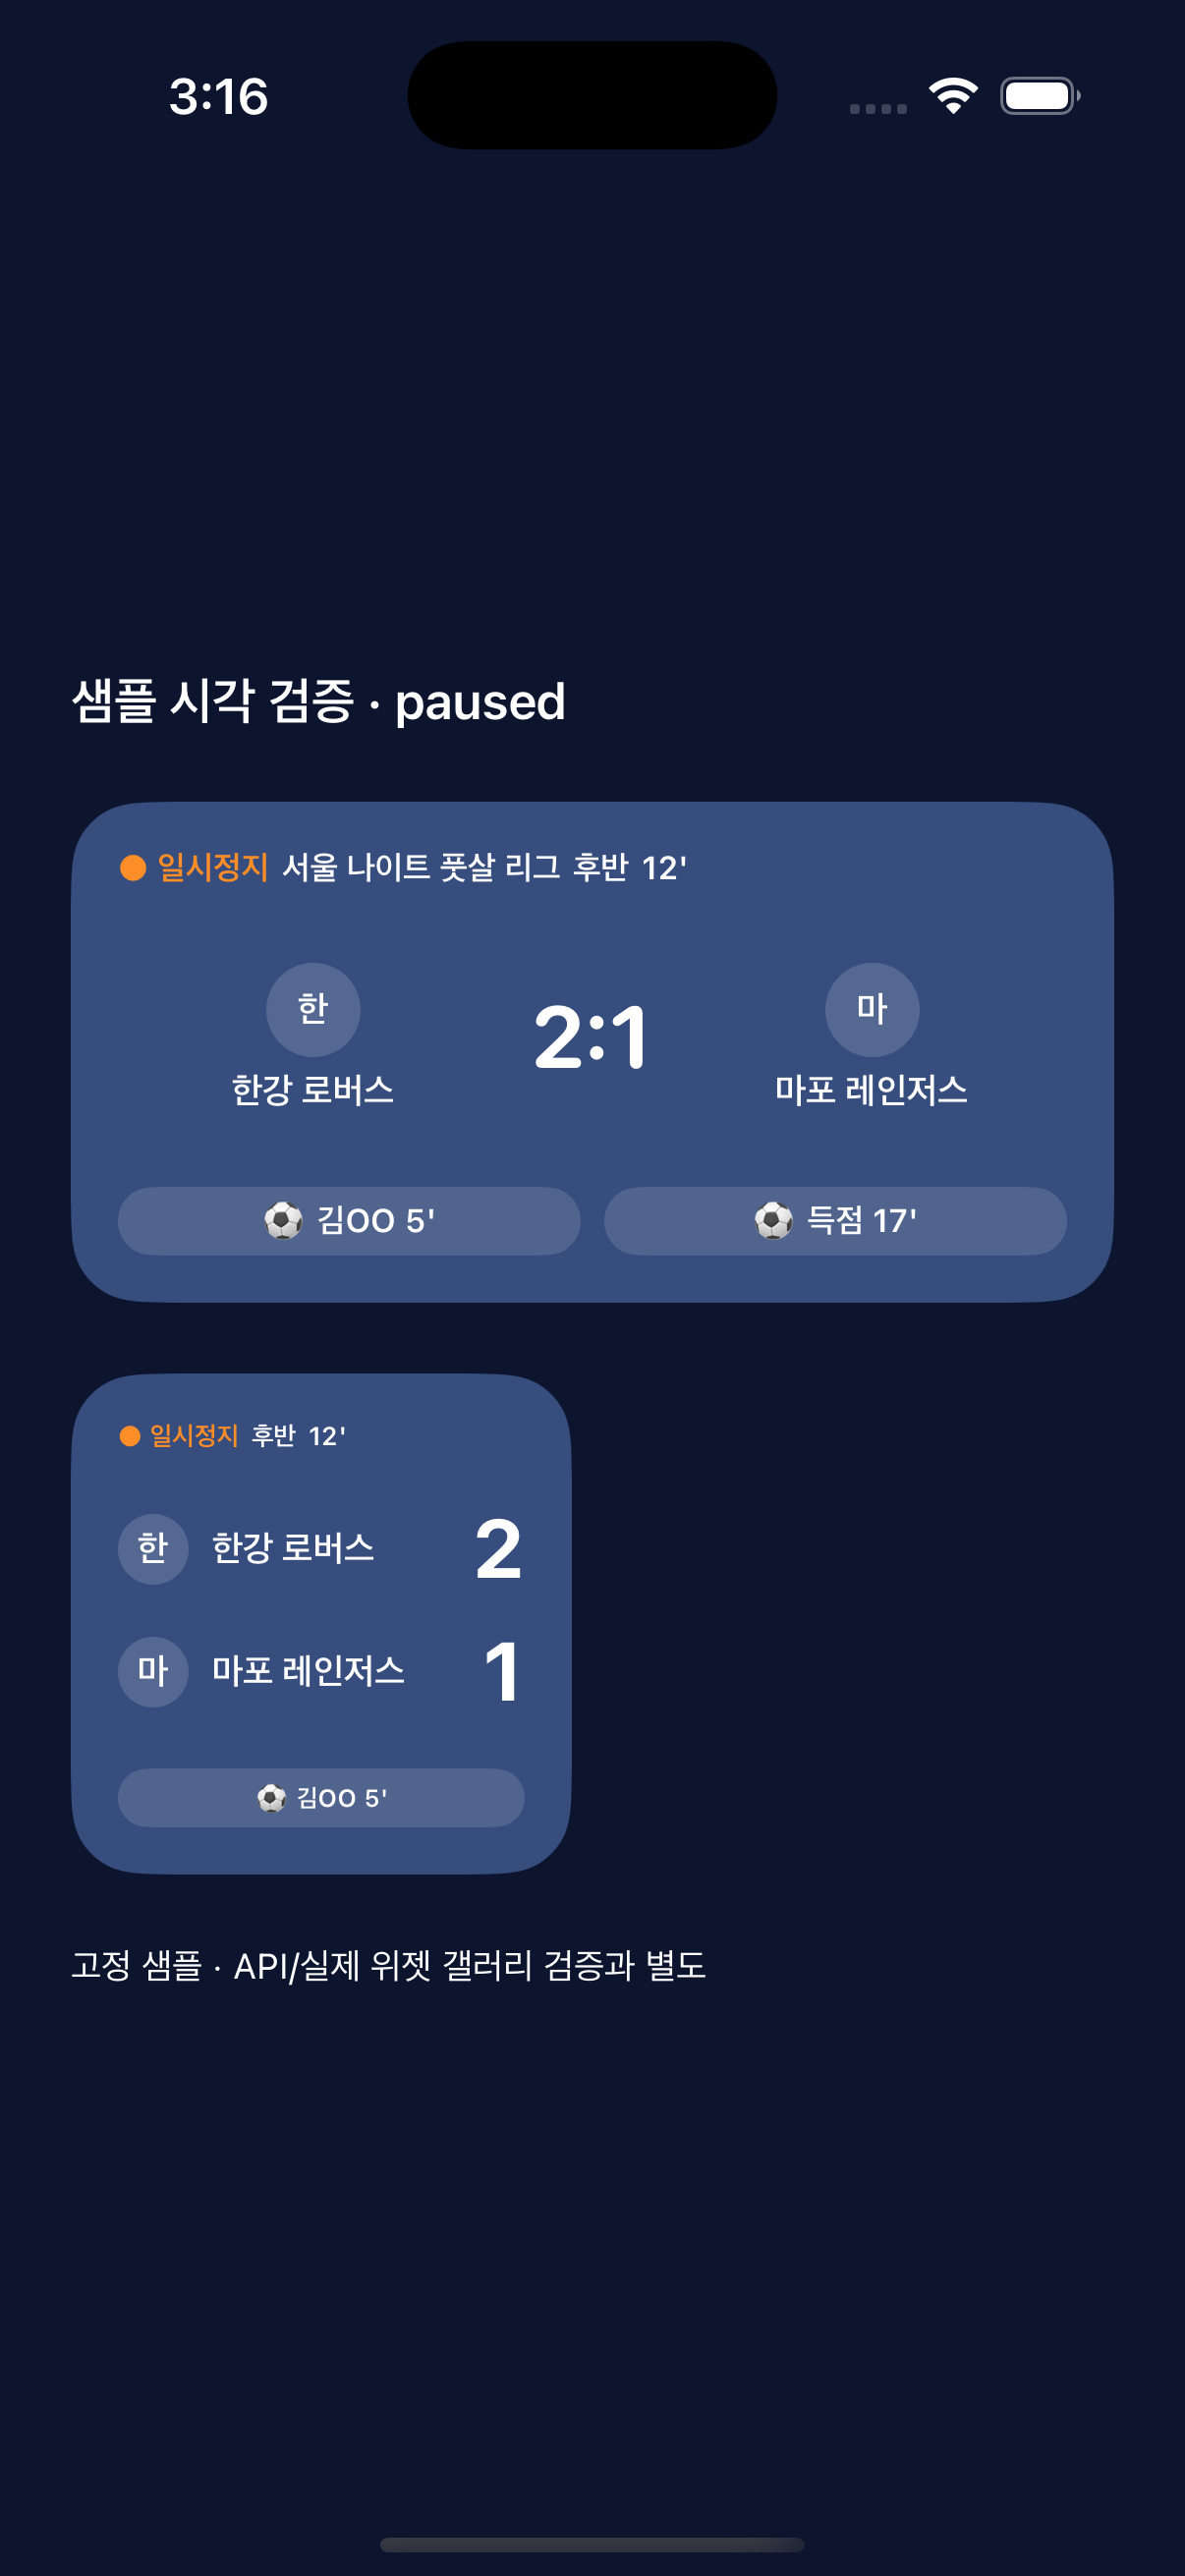 3:16
샘플 시각 검증 · paused
일시정지 서울 나이트 풋살 리그 후반 12'
한 2:1 마
한강 로버스 마포 레인저스
⚽ 김OO 5' ⚽ 득점 17'
일시정지 후반 12'
한 한강 로버스 2
마 마포 레인저스 1
⚽ 김OO 5'
고정 샘플 · API/실제 위젯 갤러리 검증과 별도